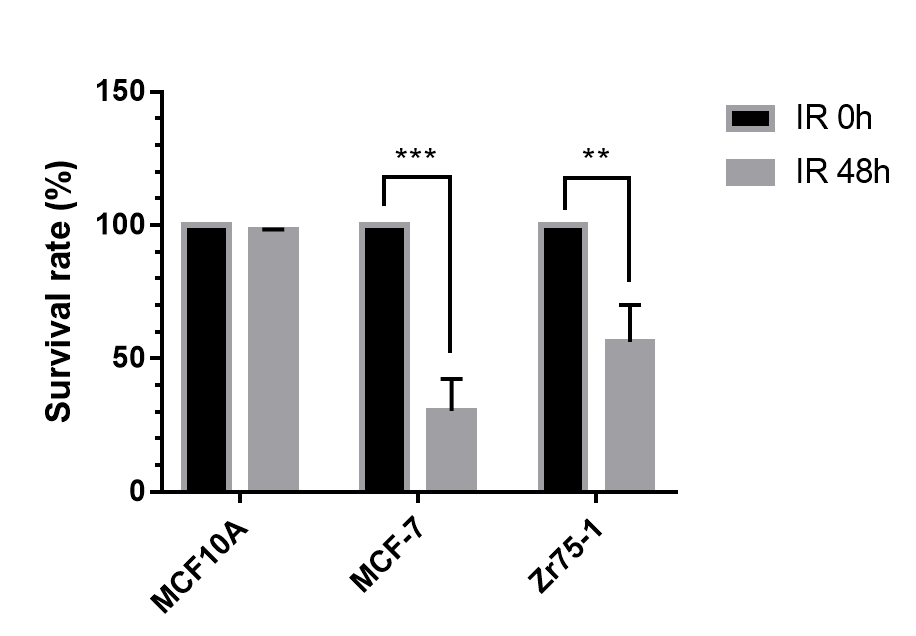 150
100
50
0
Survival rate (%)
***
**
IR 0h
IR 48h
MCF10A
MCF-7
Zr75-1